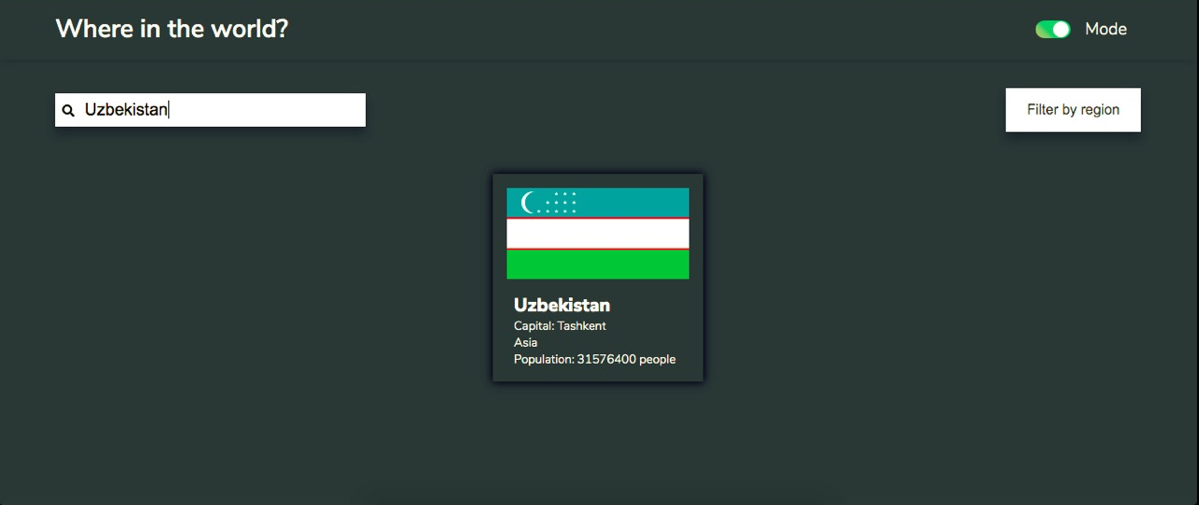 Where in the world?
Mode
Uzbekistan
Filter by region
Uzbekistan
Capital: Tashkent
Asia
Population: 31576400 people